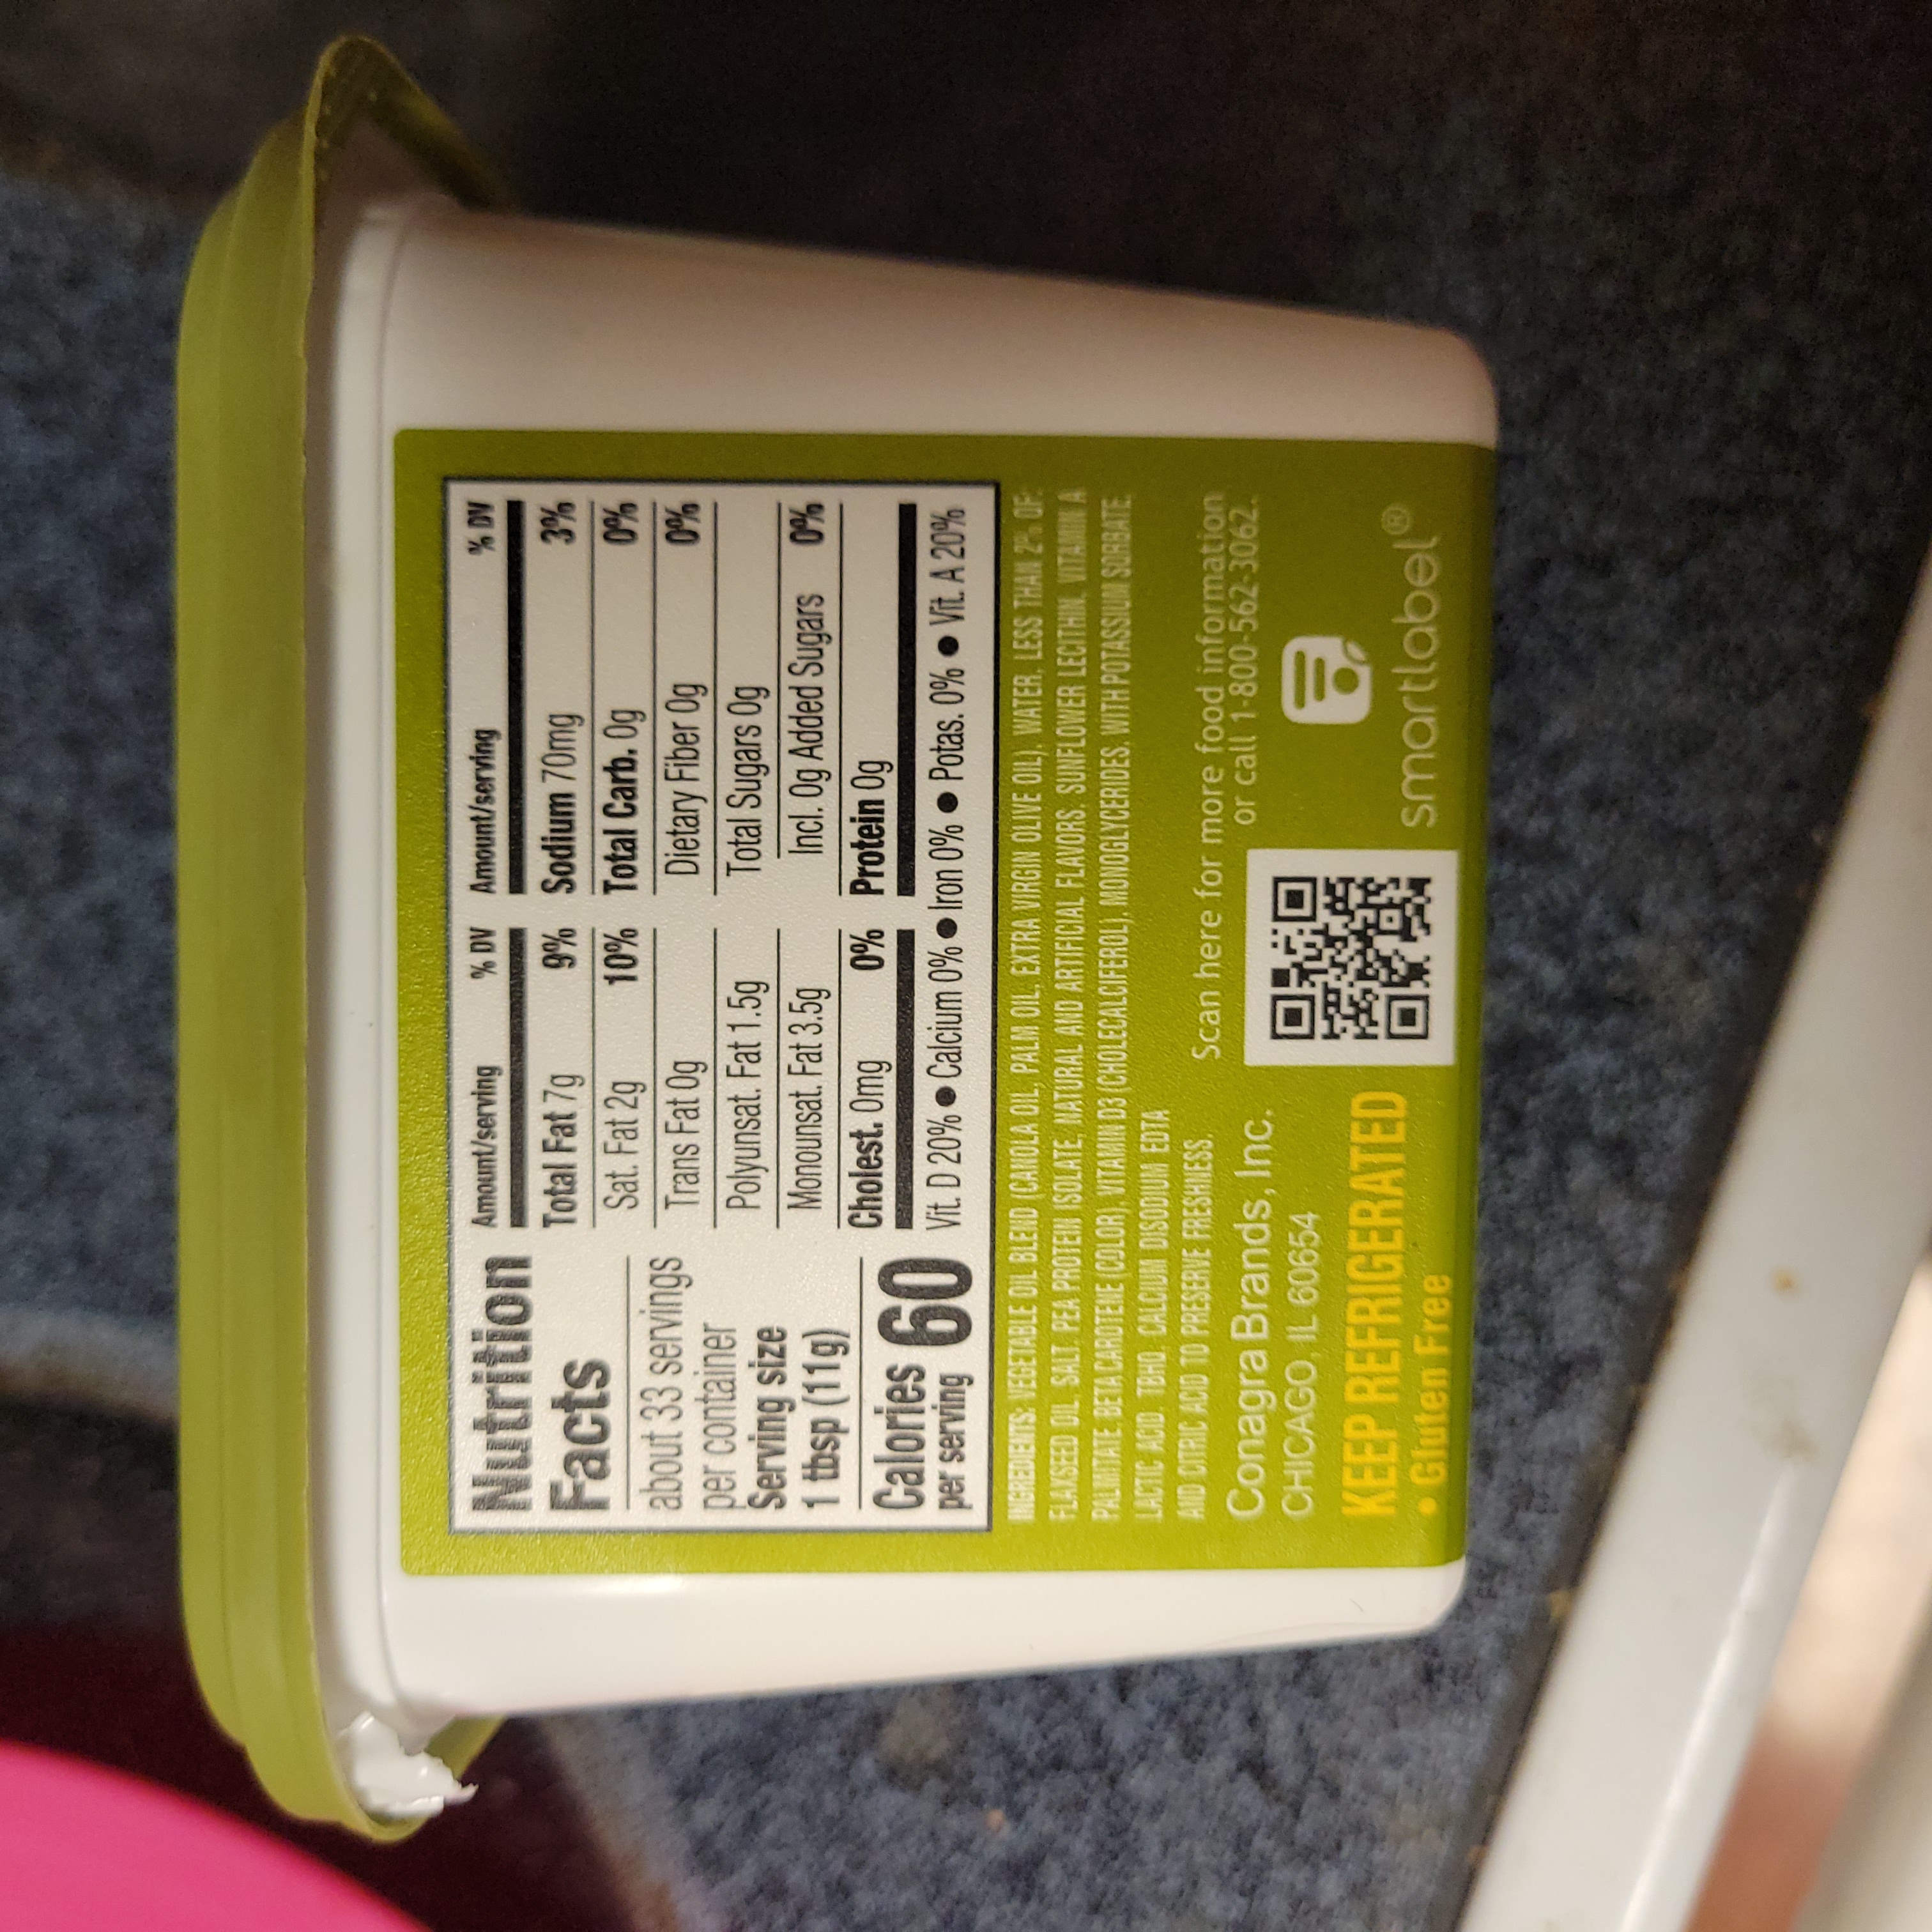 Nutrition
Facts
about 33 servings
per container
Serving size
1 tbsp (11g)
Calories 60
per serving
Amount/serving % DV
Total Fat 7g 9%
Sat. Fat 2g 10%
Trans Fat 0g
Polyunsat. Fat 1.5g
Monounsat. Fat 3.5g
Cholest. 0mg 0%
Amount/serving % DV
Sodium 70mg 3%
Total Carb. 0g 0%
Dietary Fiber 0g 0%
Total Sugars 0g
Incl. 0g Added Sugars 0%
Protein 0g
Vit. D 20% ● Calcium 0% ● Iron 0% ● Potas. 0% ● Vit. A 20%
INGREDIENTS: VEGETABLE OIL BLEND (CANOLA OIL, PALM OIL, EXTRA VIRGIN OLIVE OIL), WATER, LESS THAN 2% OF:
FLAXSEED OIL, SALT, PEA PROTEIN ISOLATE, NATURAL AND ARTIFICIAL FLAVORS, SUNFLOWER LECITHIN, VITAMIN A
PALMITATE, BETA CAROTENE (COLOR), VITAMIN D3 (CHOLECALCIFEROL), MONOGLYCERIDES, WITH POTASSIUM SORBATE,
LACTIC ACID, TBHQ, CALCIUM DISODIUM EDTA
AND CITRIC ACID TO PRESERVE FRESHNESS.
Conagra Brands, Inc.
CHICAGO, IL 60654
KEEP REFRIGERATED
• Gluten Free
Scan here for more food information
or call 1-800-562-3062.
smartlabel®